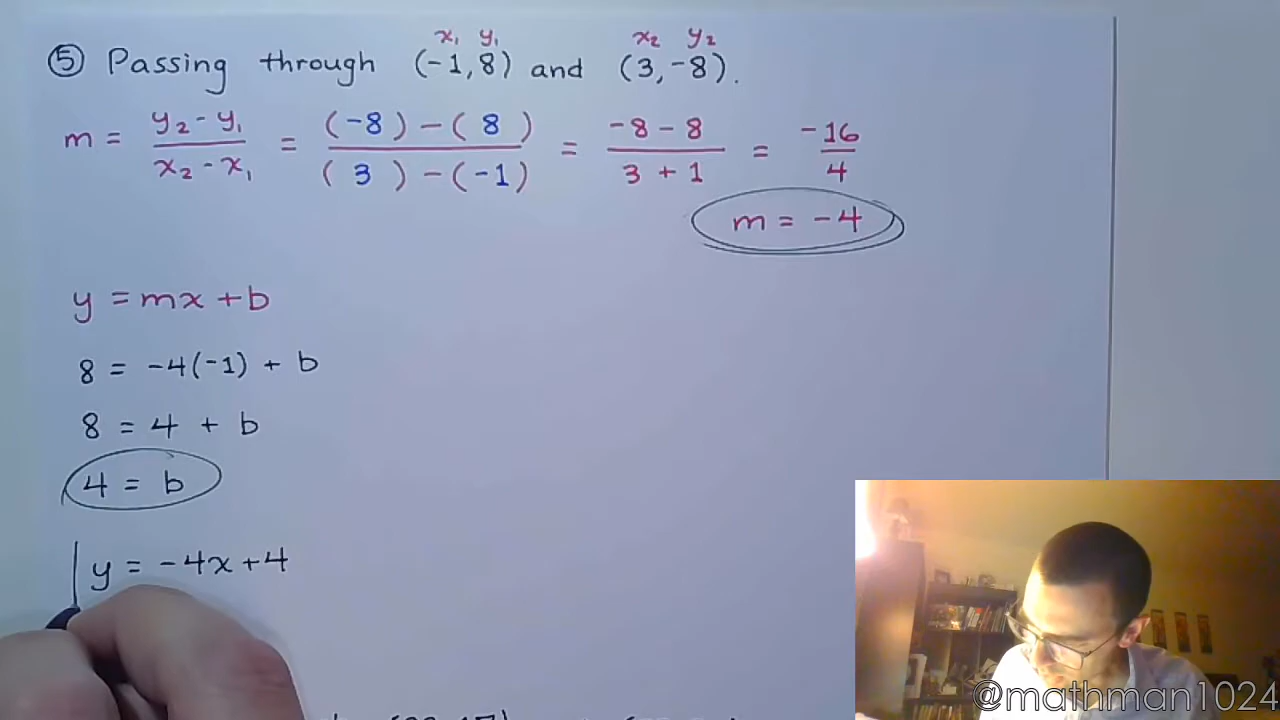 x₁ y₁ x₂ y₂
⑤ Passing through (-1, 8) and (3, -8).
m = y₂ - y₁ / x₂ - x₁ = (-8) - (8) / (3) - (-1) = -8 - 8 / 3 + 1 = -16 / 4
m = -4
y = mx + b
8 = -4(-1) + b
8 = 4 + b
4 = b
y = -4x + 4
@mathman1024